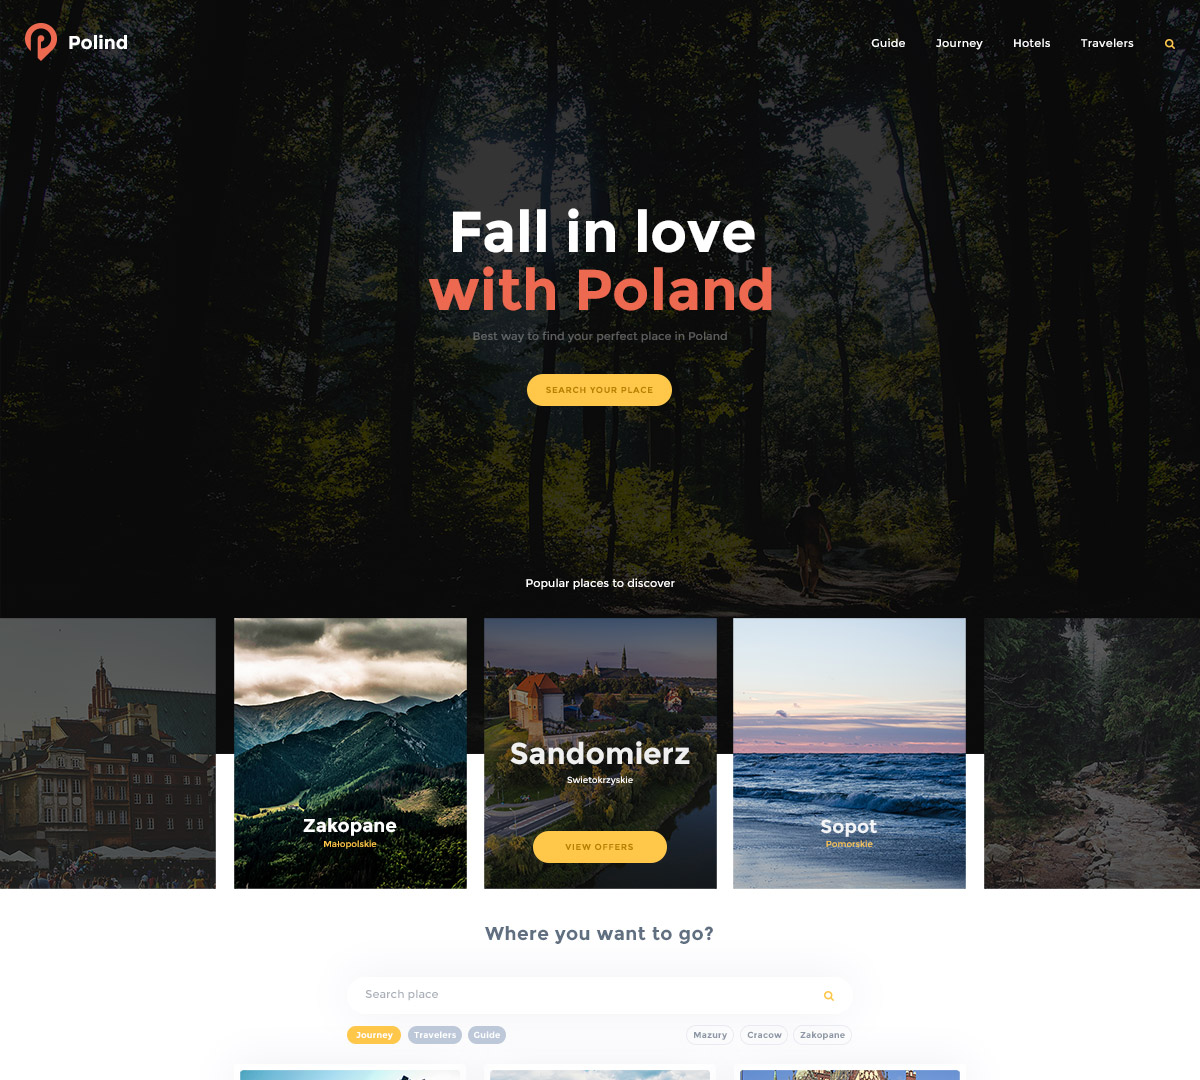 Polind
Guide Journey Hotels Travelers
Fall in love
with Poland
Best way to find your perfect place in Poland
SEARCH YOUR PLACE
Popular places to discover
Zakopane
Małopolskie
Sandomierz
Swietokrzyskie
VIEW OFFERS
Sopot
Pomorskie
Where you want to go?
Search place
Journey Travelers Guide Mazury Cracow Zakopane